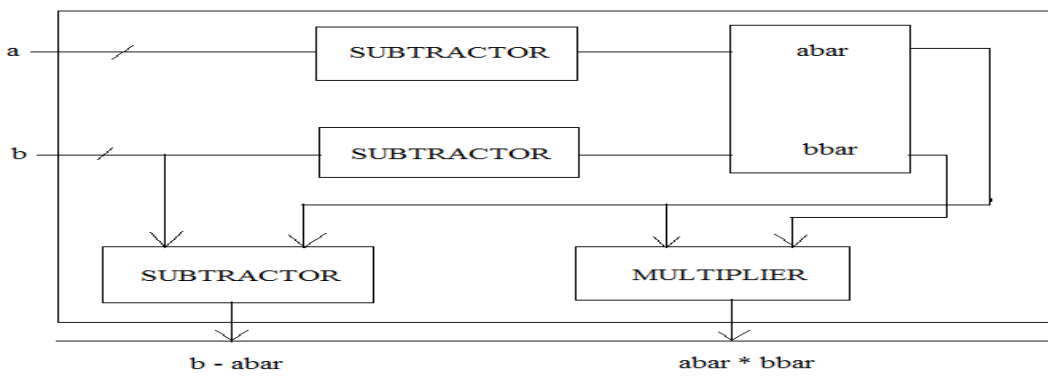 a
SUBTRACTOR
abar
b
SUBTRACTOR
bbar
SUBTRACTOR
MULTIPLIER
b - abar
abar * bbar